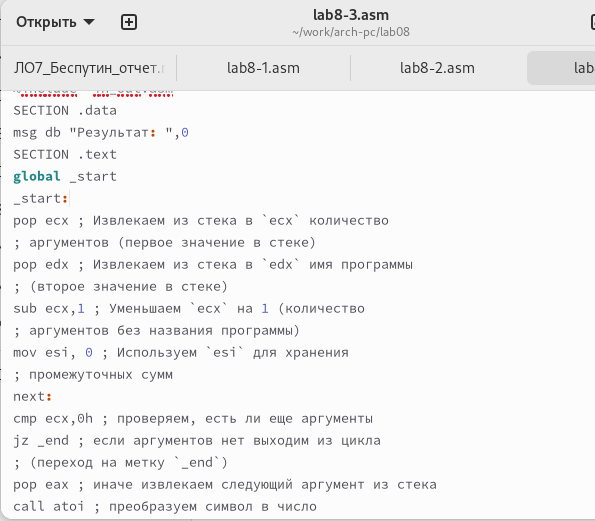 Открыть
lab8-3.asm
~/work/arch-pc/lab08
ЛО7_Беспутин_отчет.
lab8-1.asm
lab8-2.asm
lab
SECTION .data
msg db "Результат: ",0
SECTION .text
global _start
_start:
pop ecx ; Извлекаем из стека в `ecx` количество
; аргументов (первое значение в стеке)
pop edx ; Извлекаем из стека в `edx` имя программы
; (второе значение в стеке)
sub ecx,1 ; Уменьшаем `ecx` на 1 (количество
; аргументов без названия программы)
mov esi, 0 ; Используем `esi` для хранения
; промежуточных сумм
next:
cmp ecx,0h ; проверяем, есть ли еще аргументы
jz _end ; если аргументов нет выходим из цикла
; (переход на метку `_end`)
pop eax ; иначе извлекаем следующий аргумент из стека
call atoi ; преобразуем символ в число